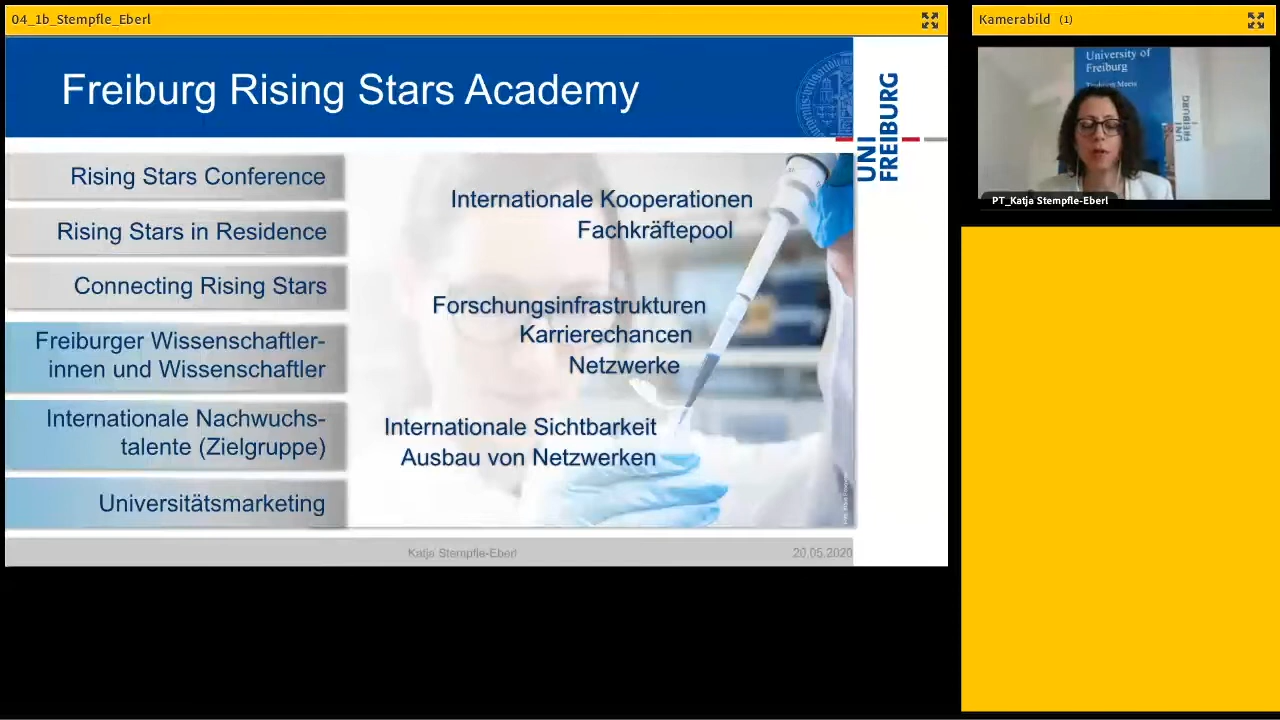 04_1b_Stempfle_Eberl
Freiburg Rising Stars Academy
UNI
FREIBURG
Rising Stars Conference
Rising Stars in Residence
Connecting Rising Stars
Freiburger Wissenschaftler-
innen und Wissenschaftler
Internationale Nachwuchs-
talente (Zielgruppe)
Universitätsmarketing
Internationale Kooperationen
Fachkräftepool
Forschungsinfrastrukturen
Karrierechancen
Netzwerke
Internationale Sichtbarkeit
Ausbau von Netzwerken
Katja Stempfle-Eberl
20.05.2020
Kamerabild (1)
University of
Freiburg
UNI
FREIBURG
PT_Katja Stempfle-Eberl